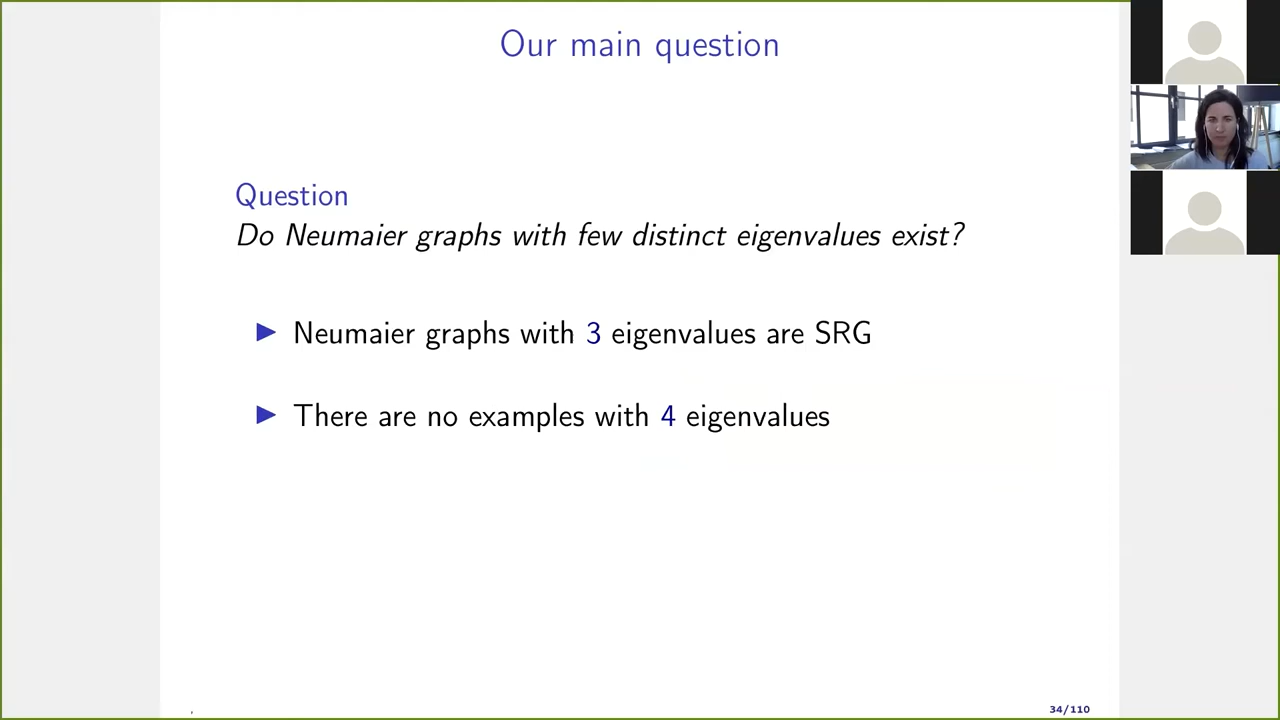 Our main question
Question
Do Neumaier graphs with few distinct eigenvalues exist?
▶ Neumaier graphs with 3 eigenvalues are SRG
▶ There are no examples with 4 eigenvalues
,
34/110